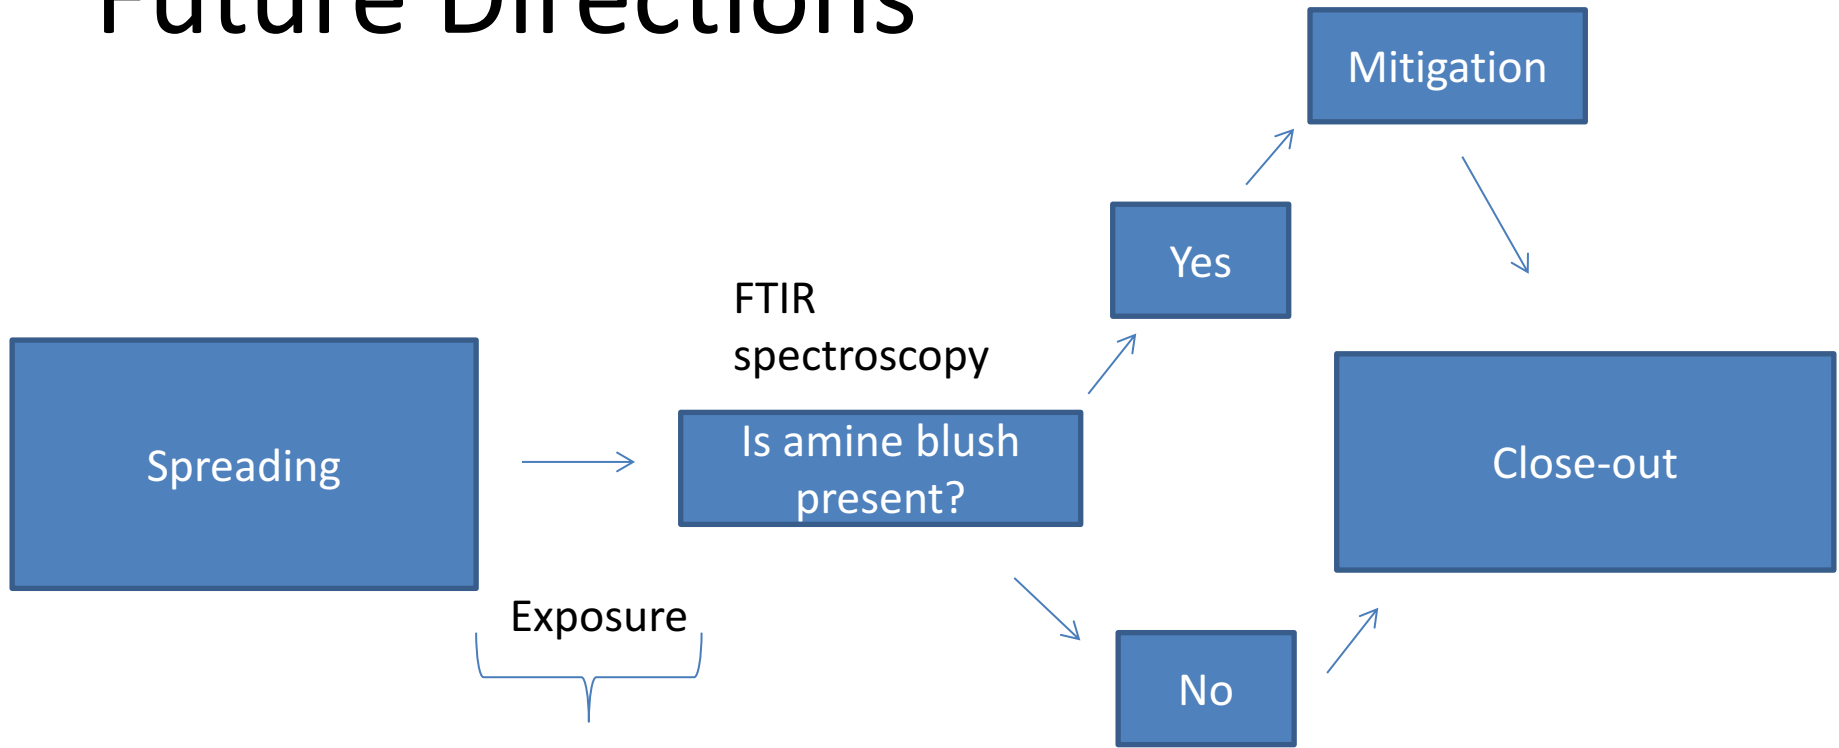 Future Directions
Mitigation
Yes
FTIR
spectroscopy
Spreading
Is amine blush
present?
Close-out
Exposure
No